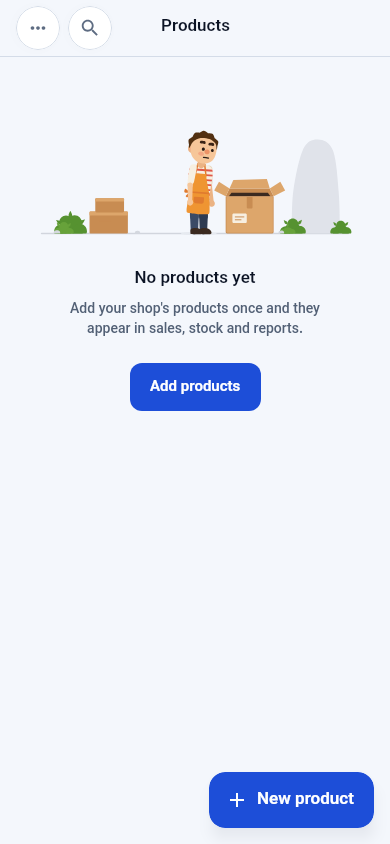 Products
No products yet
Add your shop's products once and they
appear in sales, stock and reports.
Add products
New product